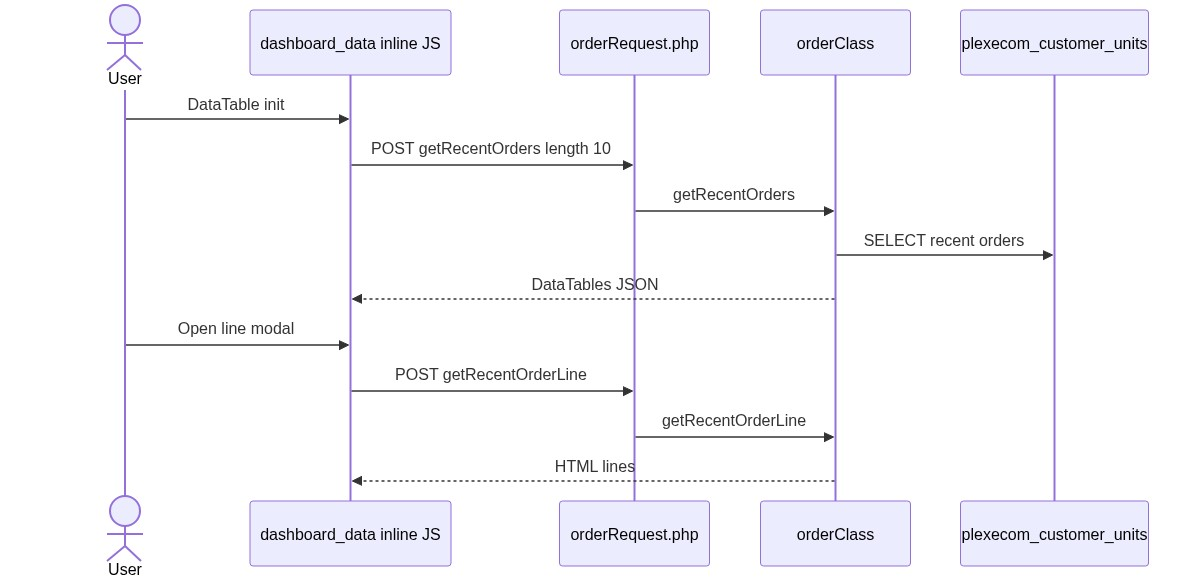 User
dashboard_data inline JS
orderRequest.php
orderClass
plexecom_customer_units
DataTable init
POST getRecentOrders length 10
getRecentOrders
SELECT recent orders
DataTables JSON
Open line modal
POST getRecentOrderLine
getRecentOrderLine
HTML lines
User
dashboard_data inline JS
orderRequest.php
orderClass
plexecom_customer_units